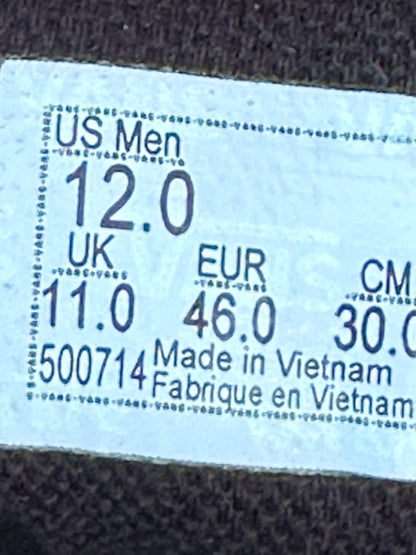 US Men
12.0
UK EUR CM
11.0 46.0 30.0
500714 Made in Vietnam
Fabrique en Vietnam